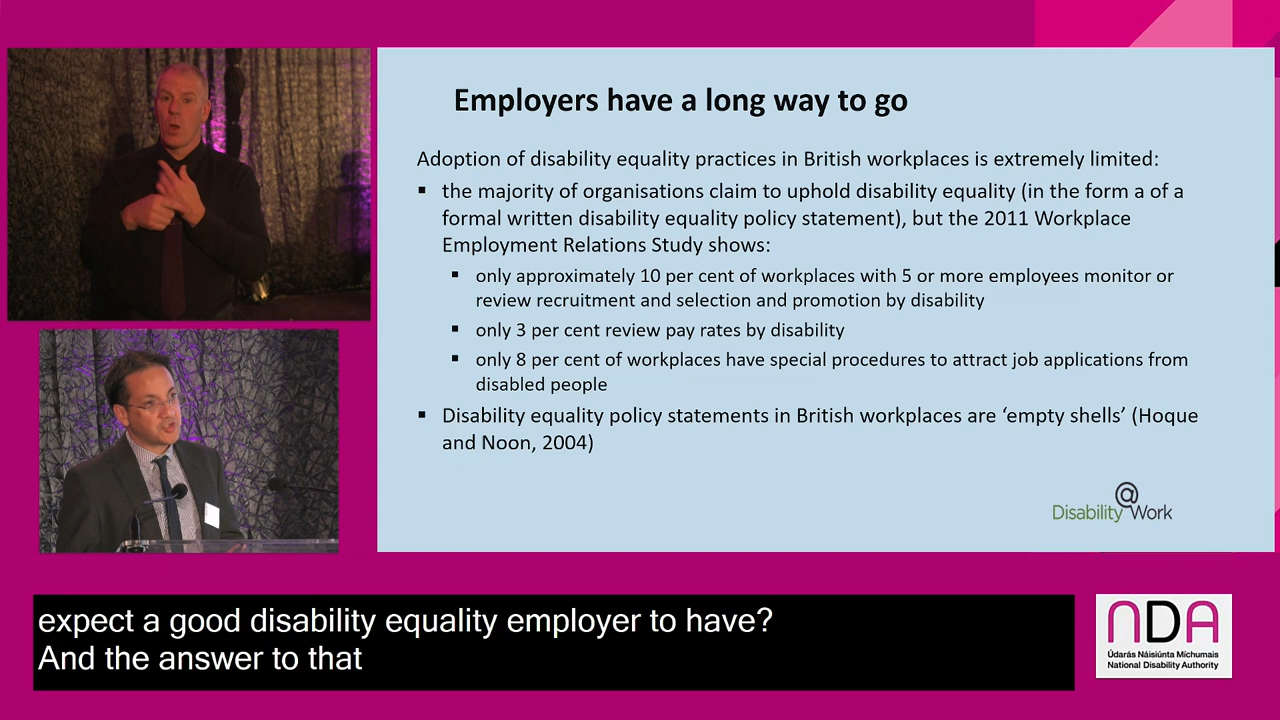 Employers have a long way to go
Adoption of disability equality practices in British workplaces is extremely limited:
▪ the majority of organisations claim to uphold disability equality (in the form a of a
formal written disability equality policy statement), but the 2011 Workplace
Employment Relations Study shows:
▪ only approximately 10 per cent of workplaces with 5 or more employees monitor or
review recruitment and selection and promotion by disability
▪ only 3 per cent review pay rates by disability
▪ only 8 per cent of workplaces have special procedures to attract job applications from
disabled people
▪ Disability equality policy statements in British workplaces are ‘empty shells’ (Hoque
and Noon, 2004)
Disability@Work
expect a good disability equality employer to have?
And the answer to that
NDA
Údarás Náisiúnta Míchumais
National Disability Authority